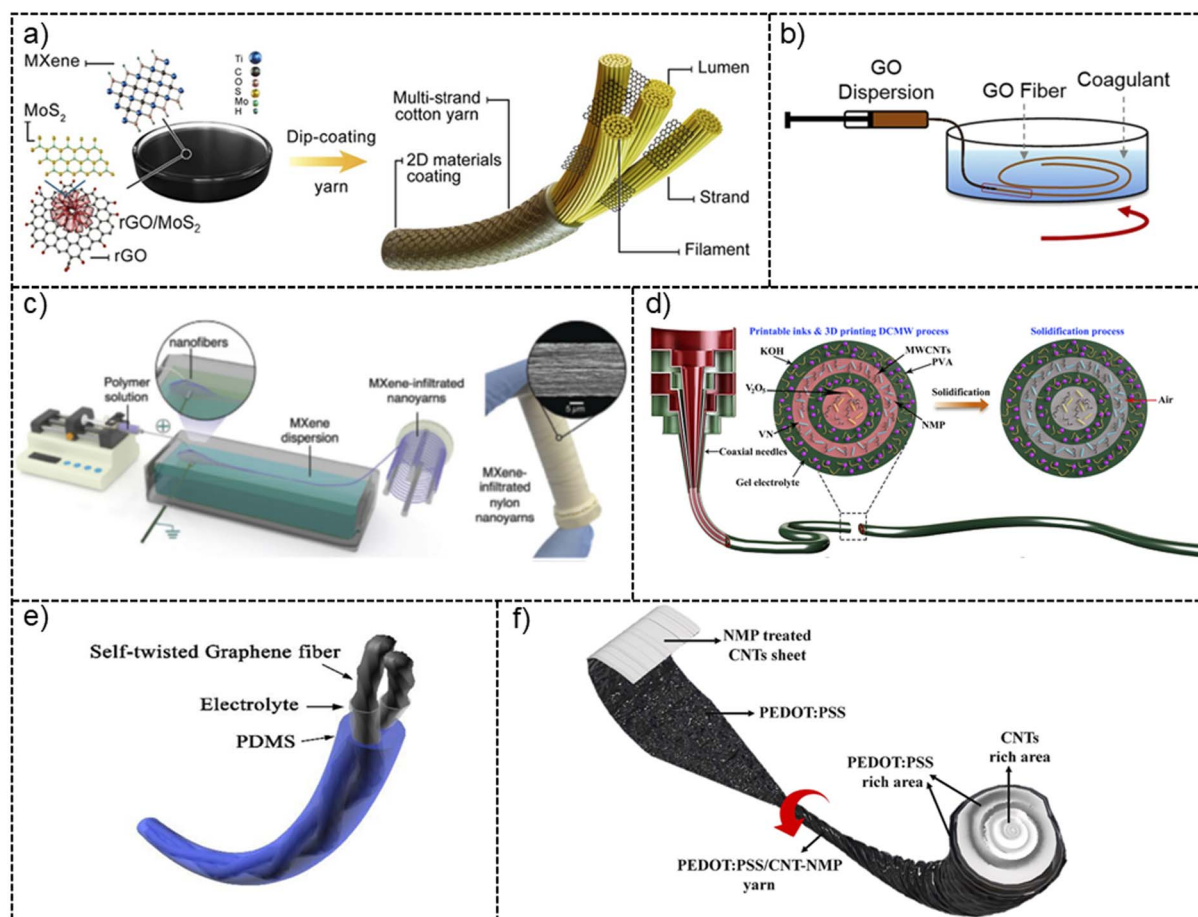 a)
MXene
Ti
C
O
S
Mo
H
MoS2
rGO/MoS2
rGO
Dip-coating
yarn
Multi-strand
cotton yarn
2D materials
coating
Lumen
Strand
Filament
b)
GO
Dispersion
GO Fiber
Coagulant
c)
nanofibers
Polymer
solution
MXene
dispersion
MXene-infiltrated
nanoyarns
5 µm
MXene-
infiltrated
nylon
nanoyarns
d)
Printable inks & 3D printing DCMW process
Solidification process
KOH
MWCNTs
PVA
V2O5
Solidification
Air
VN
NMP
Coaxial needles
Gel electrolyte
e)
Self-twisted Graphene fiber
Electrolyte
PDMS
f)
NMP treated
CNTs sheet
PEDOT:PSS
CNTs
rich area
PEDOT:PSS
rich area
PEDOT:PSS/CNT-NMP
yarn